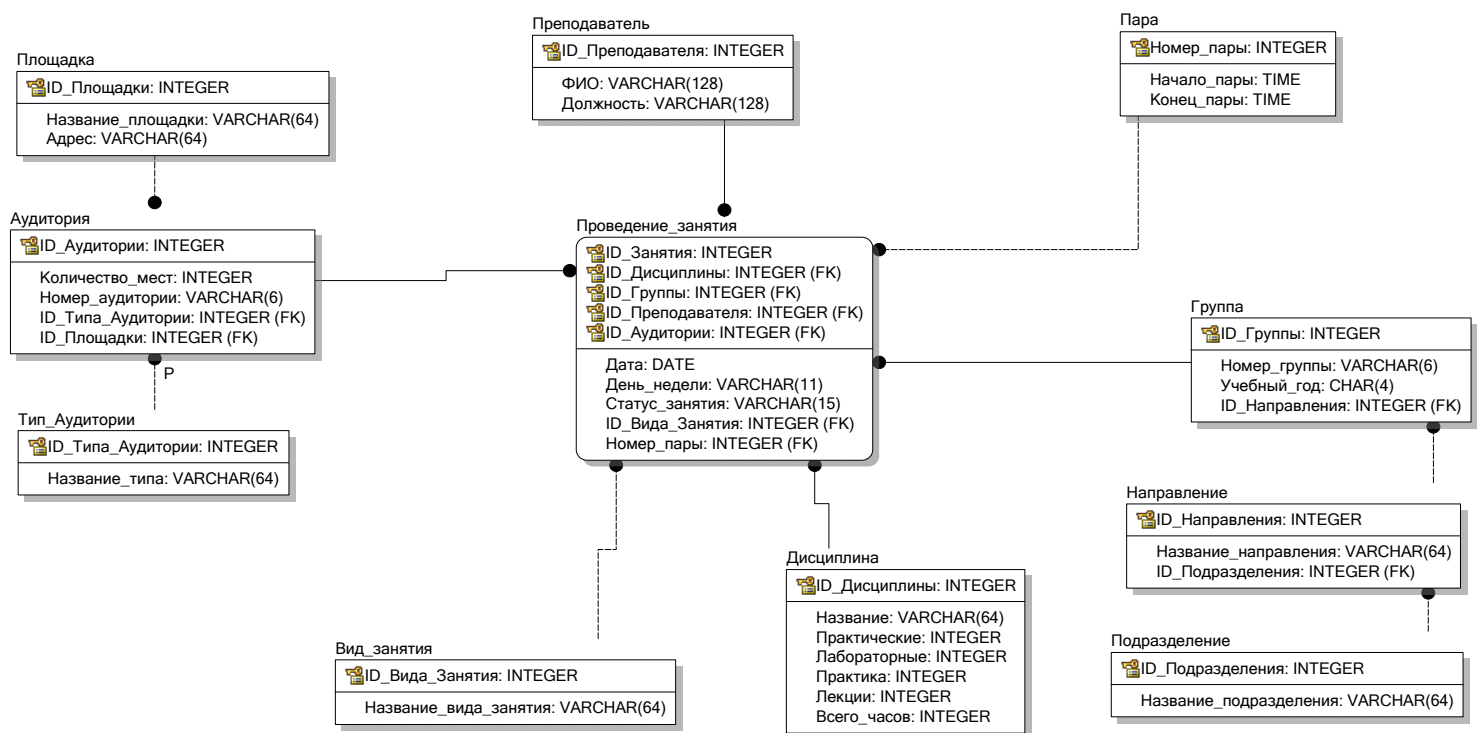 Площадка
ID_Площадки: INTEGER
Название_площадки: VARCHAR(64)
Адрес: VARCHAR(64)
Преподаватель
ID_Преподавателя: INTEGER
ФИО: VARCHAR(128)
Должность: VARCHAR(128)
Пара
Номер_пары: INTEGER
Начало_пары: TIME
Конец_пары: TIME
Аудитория
ID_Аудитории: INTEGER
Количество_мест: INTEGER
Номер_аудитории: VARCHAR(6)
ID_Типа_Аудитории: INTEGER (FK)
ID_Площадки: INTEGER (FK)
P
Проведение_занятия
ID_Занятия: INTEGER
ID_Дисциплины: INTEGER (FK)
ID_Группы: INTEGER (FK)
ID_Преподавателя: INTEGER (FK)
ID_Аудитории: INTEGER (FK)
Дата: DATE
День_недели: VARCHAR(11)
Статус_занятия: VARCHAR(15)
ID_Вида_Занятия: INTEGER (FK)
Номер_пары: INTEGER (FK)
Группа
ID_Группы: INTEGER
Номер_группы: VARCHAR(6)
Учебный_год: CHAR(4)
ID_Направления: INTEGER (FK)
Тип_Аудитории
ID_Типа_Аудитории: INTEGER
Название_типа: VARCHAR(64)
Направление
ID_Направления: INTEGER
Название_направления: VARCHAR(64)
ID_Подразделения: INTEGER (FK)
Дисциплина
ID_Дисциплины: INTEGER
Название: VARCHAR(64)
Практические: INTEGER
Лабораторные: INTEGER
Практика: INTEGER
Лекции: INTEGER
Всего_часов: INTEGER
Вид_занятия
ID_Вида_Занятия: INTEGER
Название_вида_занятия: VARCHAR(64)
Подразделение
ID_Подразделения: INTEGER
Название_подразделения: VARCHAR(64)